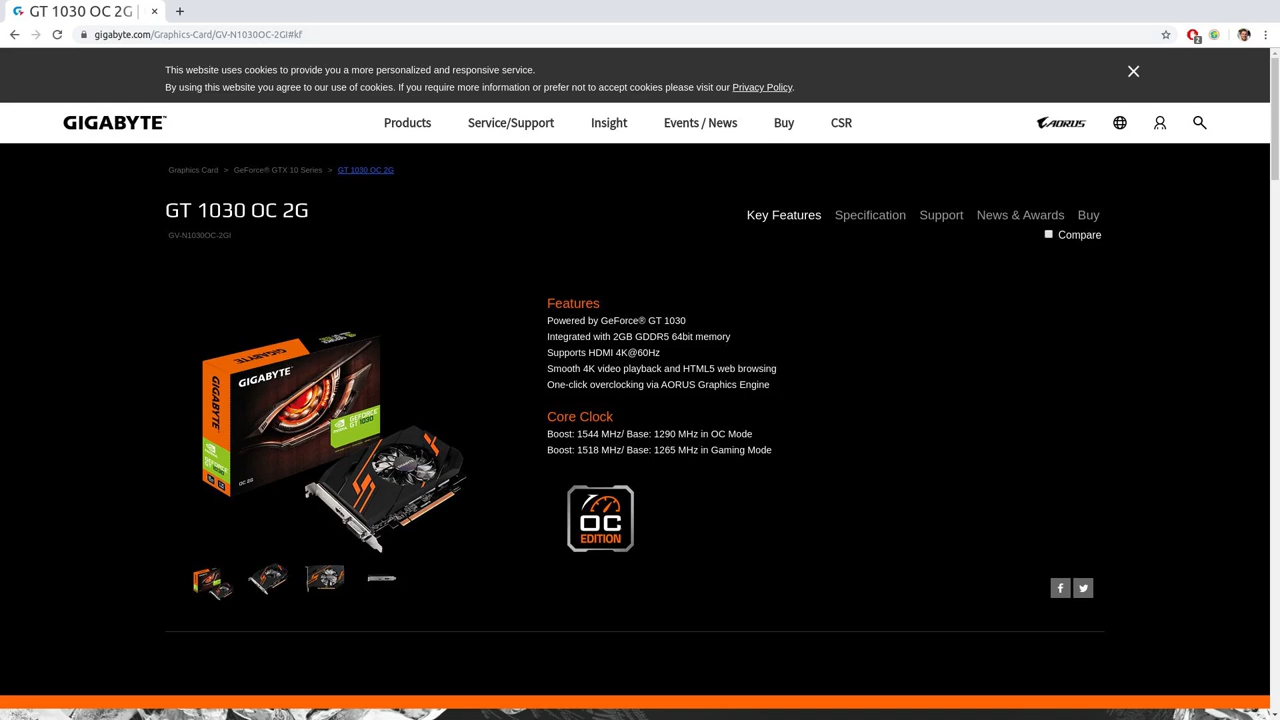 GT 1030 OC 2G |
gigabyte.com/Graphics-Card/GV-N1030OC-2GI#kf
2
This website uses cookies to provide you a more personalized and responsive service.
By using this website you agree to our use of cookies. If you require more information or prefer not to accept cookies please visit our Privacy Policy.
GIGABYTE™
Products
Service/Support
Insight
Events / News
Buy
CSR
AORUS
Graphics Card > GeForce® GTX 10 Series > GT 1030 OC 2G
GT 1030 OC 2G
GV-N1030OC-2GI
Key Features
Specification
Support
News & Awards
Buy
Compare
Features
Powered by GeForce® GT 1030
Integrated with 2GB GDDR5 64bit memory
Supports HDMI 4K@60Hz
Smooth 4K video playback and HTML5 web browsing
One-click overclocking via AORUS Graphics Engine
Core Clock
Boost: 1544 MHz/ Base: 1290 MHz in OC Mode
Boost: 1518 MHz/ Base: 1265 MHz in Gaming Mode
GIGABYTE
GIGABYTE™
GIGABYTE
GEFORCE
GT 1030
OC 2G
OC
EDITION